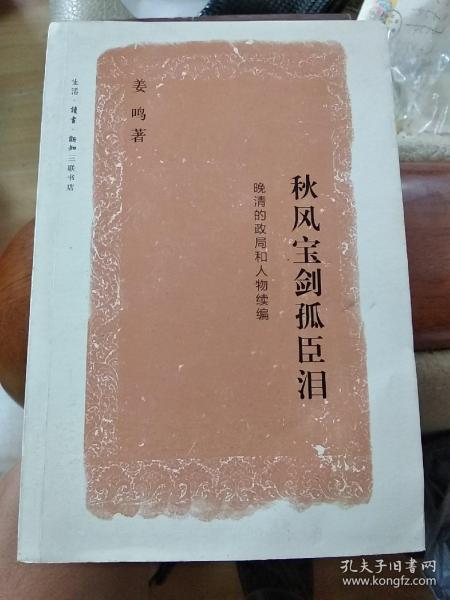 秋风宝剑孤臣泪
晚清的政局和人物续编
姜鸣著
生活·讀書·新知三联书店
孔夫子旧书网
www.kongfz.com